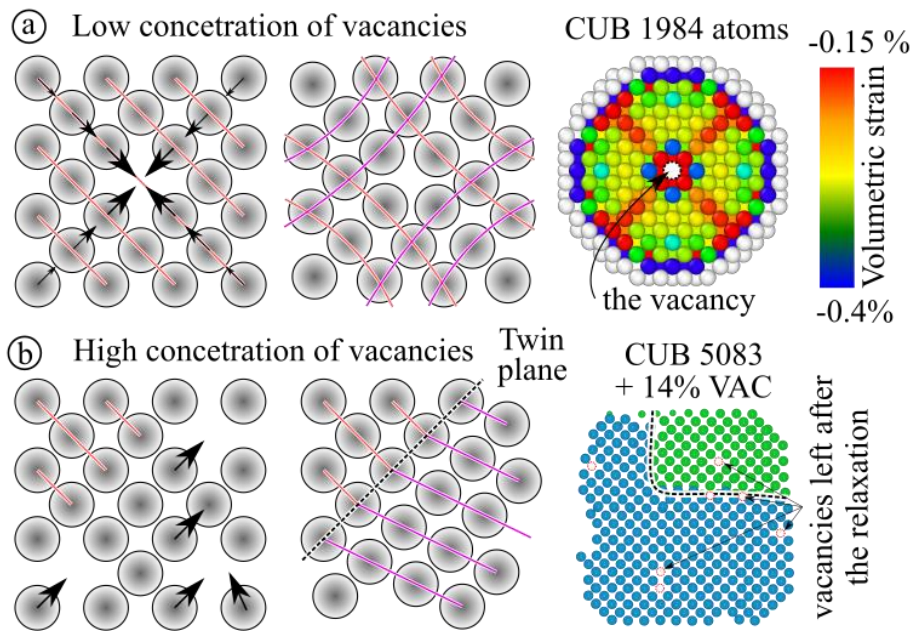 ⓐ Low concetration of vacancies
CUB 1984 atoms
-0.15 %
Volumetric strain
-0.4%
the vacancy
ⓑ High concetration of vacancies
Twin
plane
CUB 5083
+ 14% VAC
vacancies left after
the relaxation